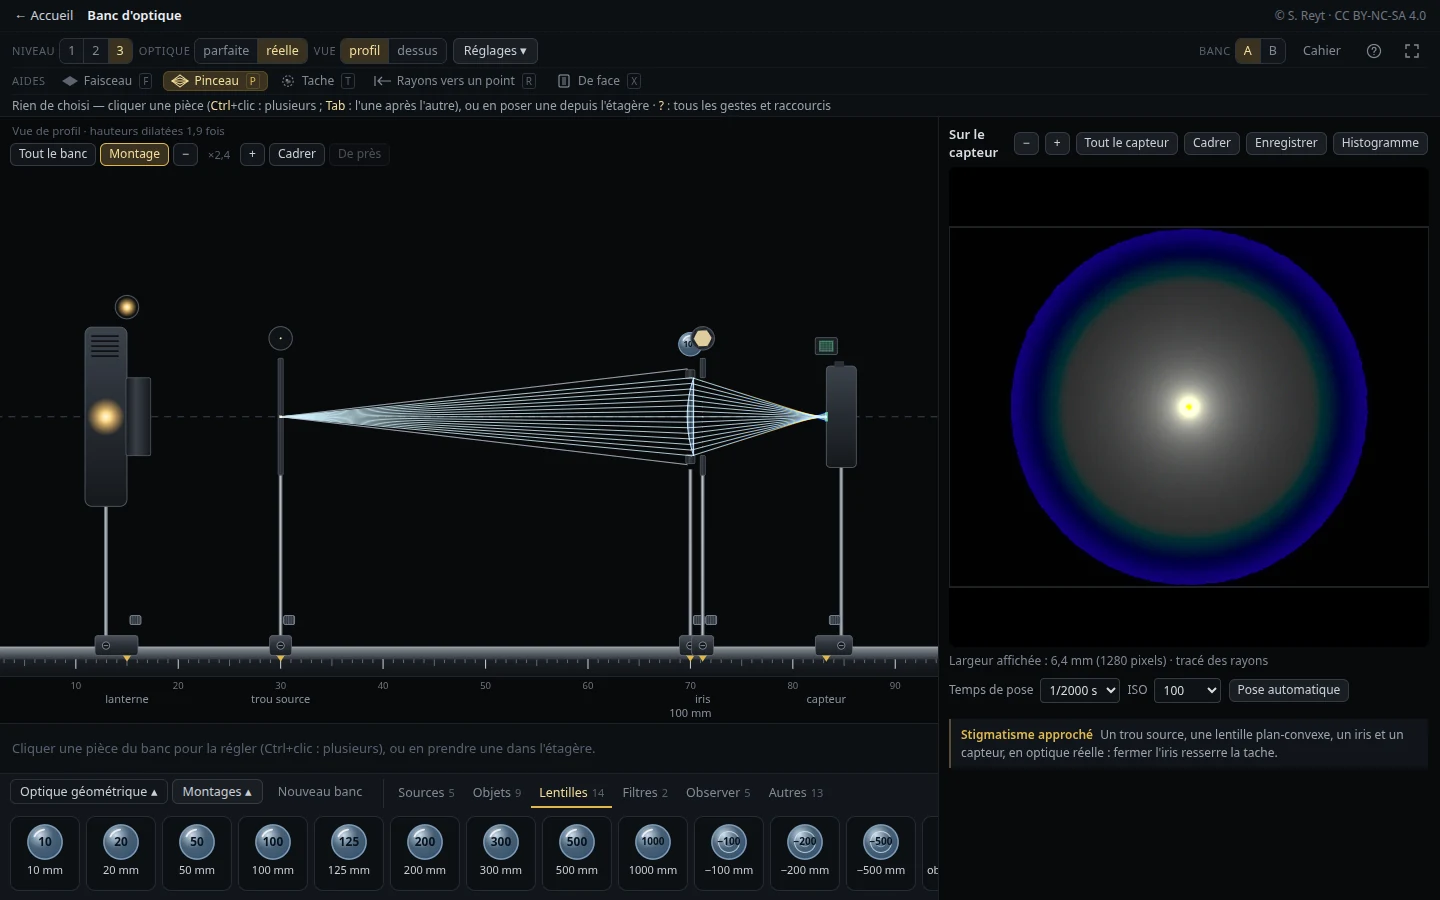 ← Accueil Banc d'optique © S. Reyt · CC BY-NC-SA 4.0
NIVEAU 1 2 3 OPTIQUE parfaite réelle VUE profil dessus Réglages ▾ BANC A B Cahier ?
AIDES Faisceau F Pinceau P Tache T Rayons vers un point R De face X
Rien de choisi — cliquer une pièce (Ctrl+clic : plusieurs ; Tab : l'une après l'autre), ou en poser une depuis l'étagère · ? : tous les gestes et raccourcis
Vue de profil · hauteurs dilatées 1,9 fois
Tout le banc Montage − ×2,4 + Cadrer De près
Sur le capteur − + Tout le capteur Cadrer Enregistrer Histogramme
10 20 30 40 50 60 70 80 90
lanterne trou source iris capteur
100 mm
Largeur affichée : 6,4 mm (1280 pixels) · tracé des rayons
Temps de pose 1/2000 s ISO 100 Pose automatique
Stigmatisme approché Un trou source, une lentille plan-convexe, un iris et un
capteur, en optique réelle : fermer l'iris resserre la tache.
Cliquer une pièce du banc pour la régler (Ctrl+clic : plusieurs), ou en prendre une dans l'étagère.
Optique géométrique ▴ Montages ▴ Nouveau banc Sources 5 Objets 9 Lentilles 14 Filtres 2 Observer 5 Autres 13
10 20 50 100 125 200 300 500 1000 −100 −200 −500
10 mm 20 mm 50 mm 100 mm 125 mm 200 mm 300 mm 500 mm 1000 mm −100 mm −200 mm −500 mm ob